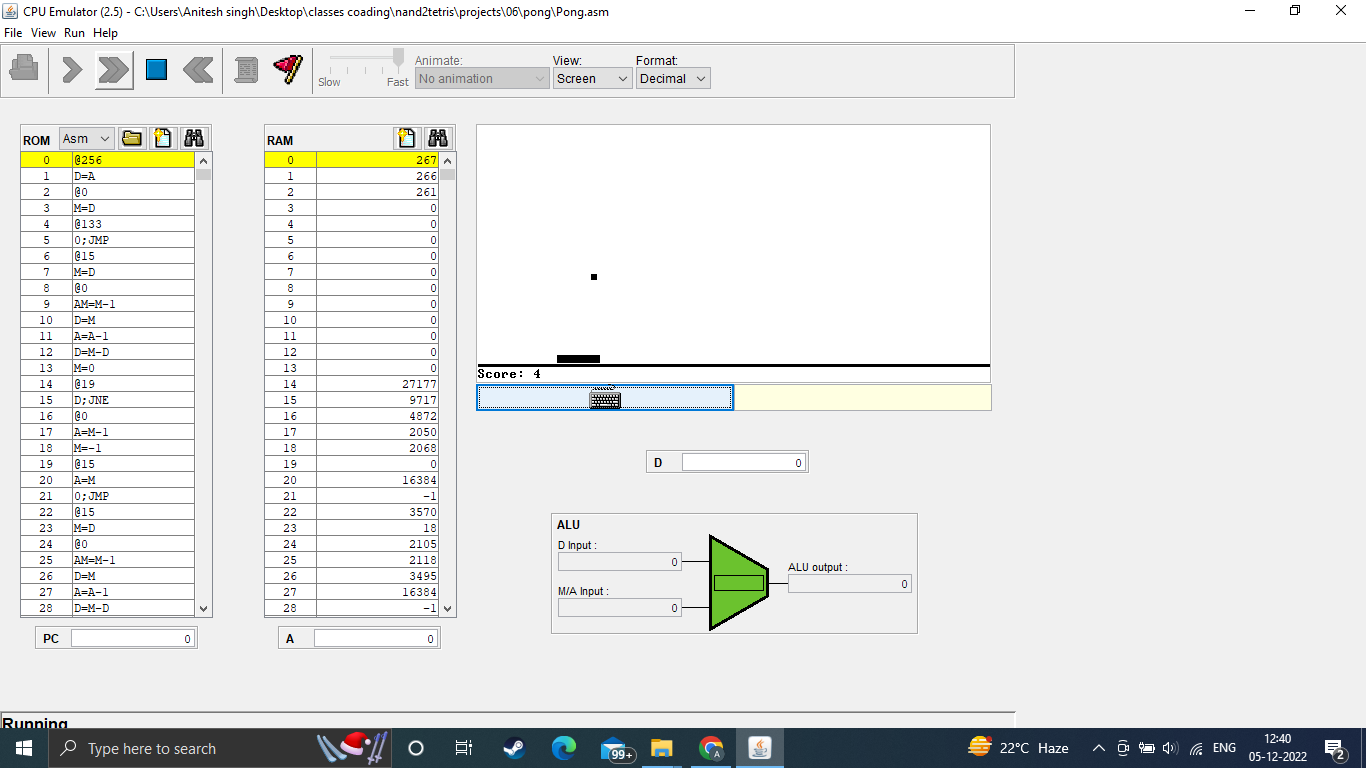 CPU Emulator (2.5) - C:\Users\Anitesh singh\Desktop\classes coading\nand2tetris\projects\06\pong\Pong.asm
File View Run Help
Slow Fast
Animate:
No animation
View:
Screen
Format:
Decimal
ROM Asm
0 @256
1 D=A
2 @0
3 M=D
4 @133
5 0;JMP
6 @15
7 M=D
8 @0
9 AM=M-1
10 D=M
11 A=A-1
12 D=M-D
13 M=0
14 @19
15 D;JNE
16 @0
17 A=M-1
18 M=-1
19 @15
20 A=M
21 0;JMP
22 @15
23 M=D
24 @0
25 AM=M-1
26 D=M
27 A=A-1
28 D=M-D
PC 0
RAM
0 267
1 266
2 261
3 0
4 0
5 0
6 0
7 0
8 0
9 0
10 0
11 0
12 0
13 0
14 27177
15 9717
16 4872
17 2050
18 2068
19 0
20 16384
21 -1
22 3570
23 18
24 2105
25 2118
26 3495
27 16384
28 -1
A 0
Score: 4
D 0
ALU
D Input :
0
M/A Input :
0
ALU output :
0
Running
Type here to search
99+
22°C Haze
ENG
12:40
05-12-2022
2